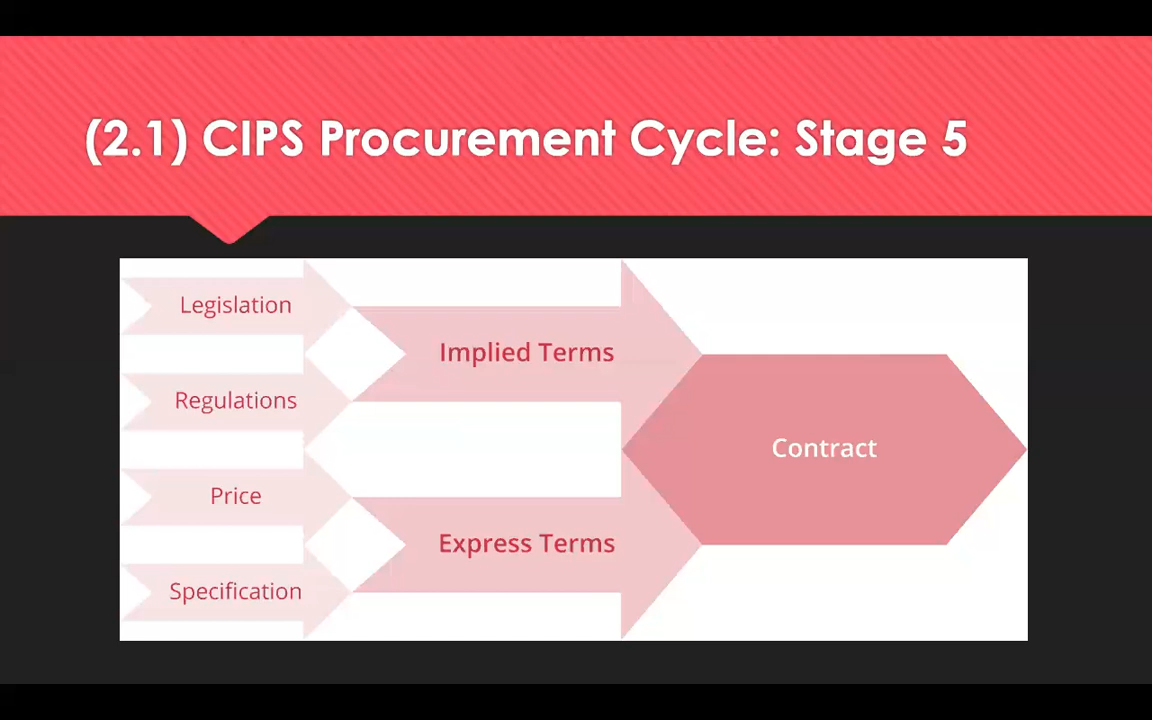 (2.1) CIPS Procurement Cycle: Stage 5
Legislation
Regulations
Price
Specification
Implied Terms
Express Terms
Contract